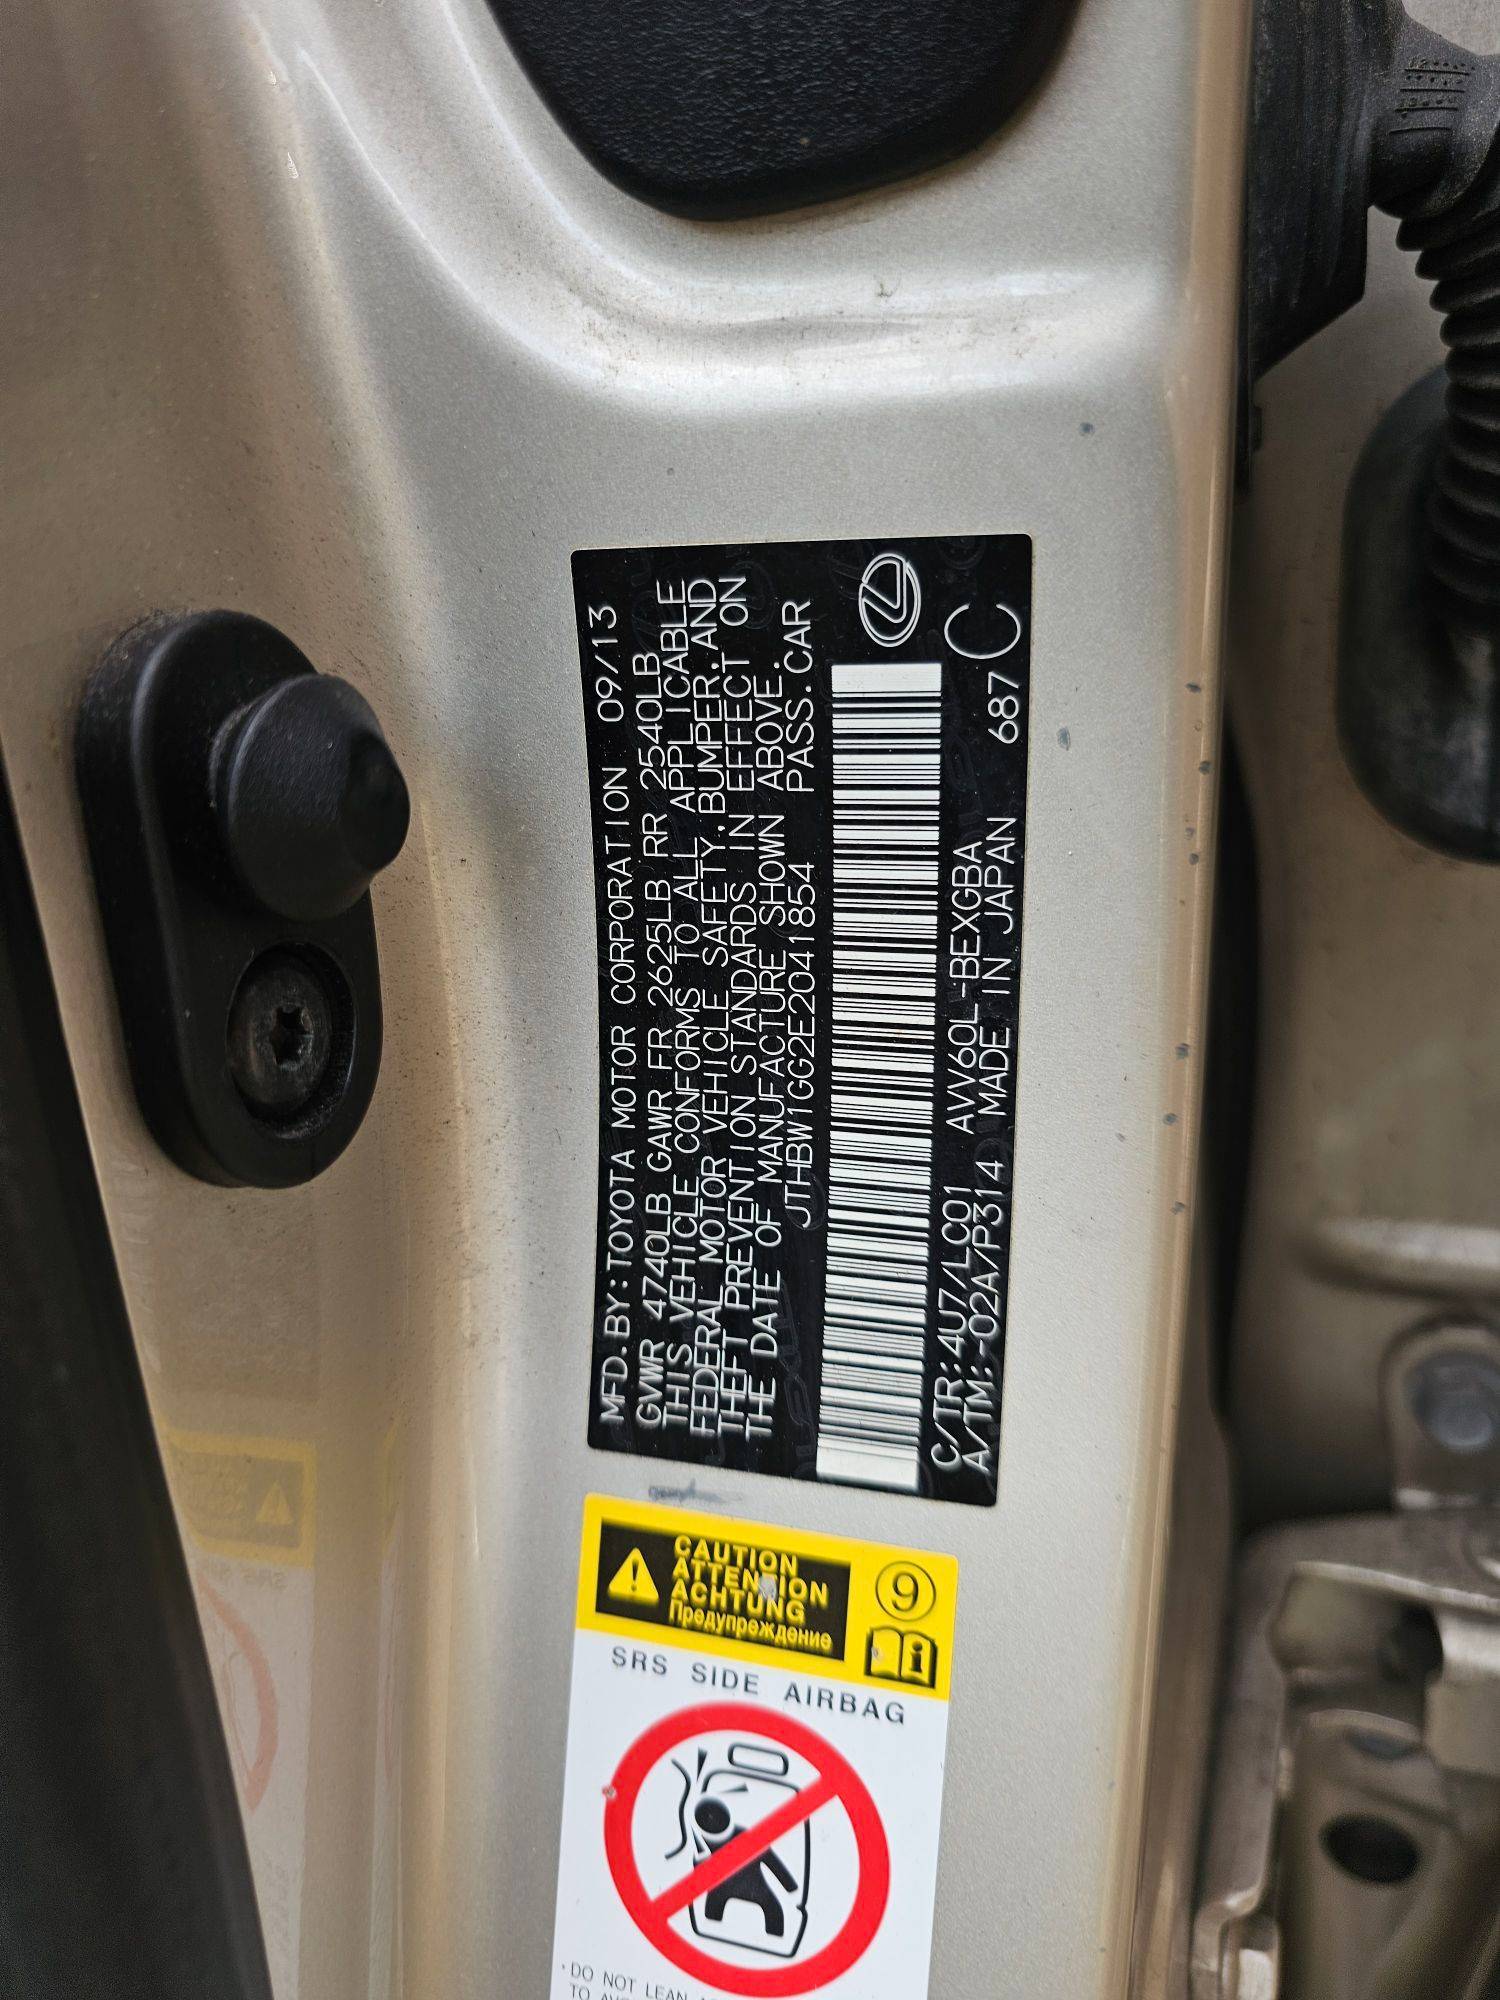 MFD.BY:TOYOTA MOTOR CORPORATION 09/13
GVWR 4740LB GAWR FR 2625LB RR 2540LB
THIS VEHICLE CONFORMS TO ALL APPLICABLE
FEDERAL MOTOR VEHICLE SAFETY,BUMPER,AND
THEFT PREVENTION STANDARDS IN EFFECT ON
THE DATE OF MANUFACTURE SHOWN ABOVE.
JTHBW1GG2E2041854 PASS.CAR
C/TR:4U7/LC01 AVV60L-BEXGBA 687 C
A/TM:-02A/P314 MADE IN JAPAN
CAUTION
ATTENTION
ACHTUNG
Предупреждение
9
i
SRS SIDE AIRBAG
•DO NOT LEAN
TO